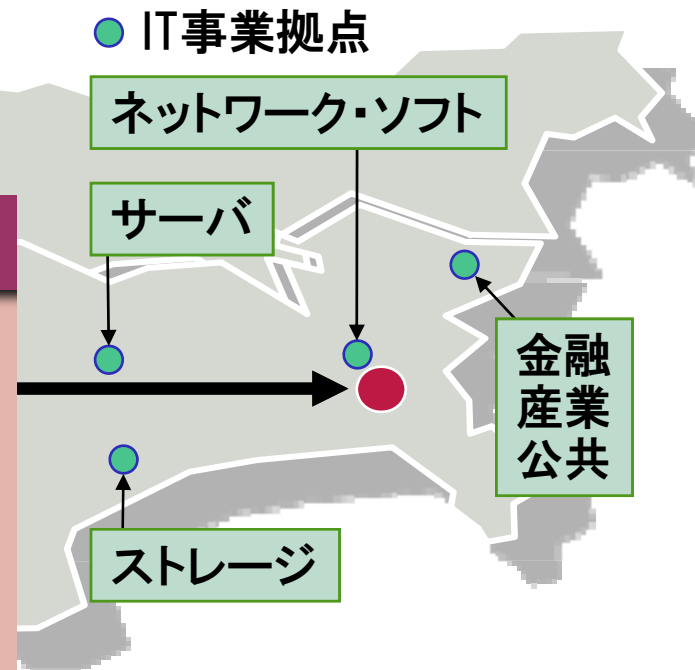 IT事業拠点
ネットワーク・ソフト
サーバ
金融
産業
公共
ストレージ